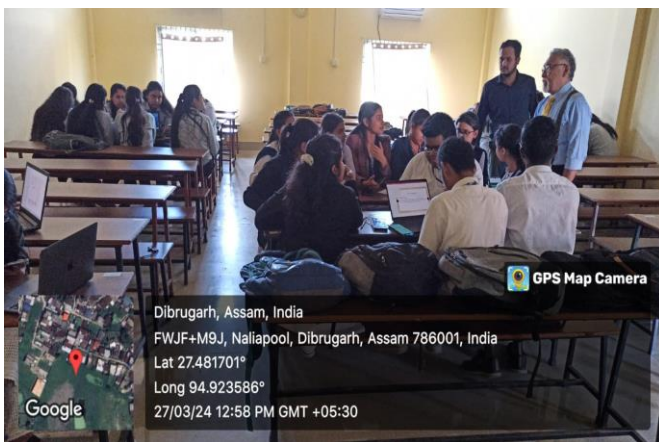 GPS Map Camera
Dibrugarh, Assam, India
FWJF+M9J, Naliapool, Dibrugarh, Assam 786001, India
Lat 27.481701°
Long 94.923586°
27/03/24 12:58 PM GMT +05:30
Google